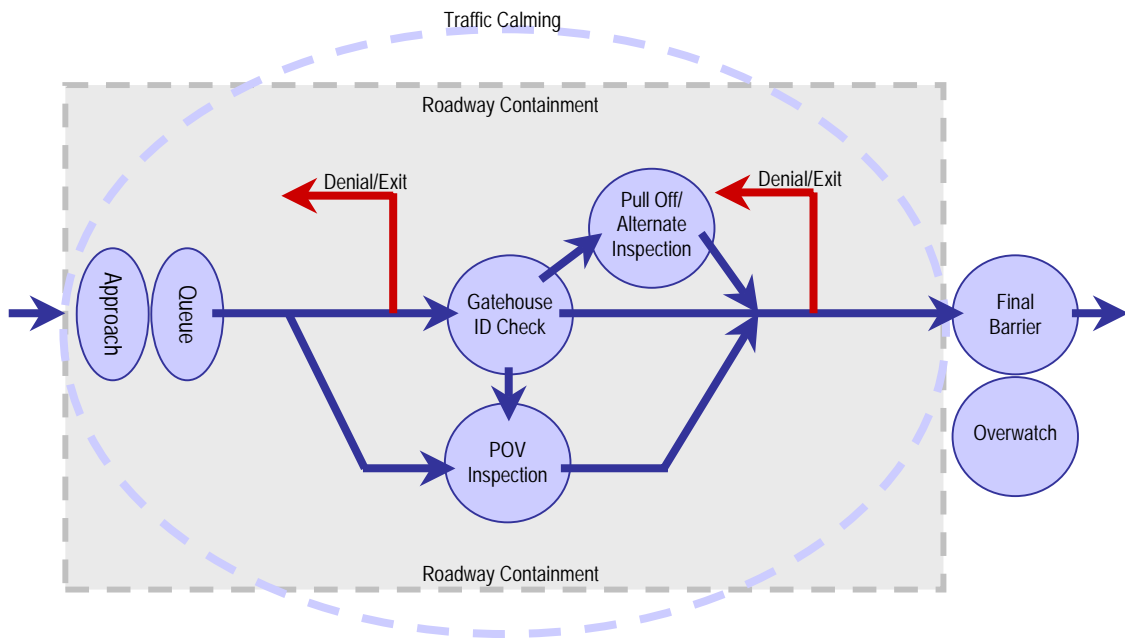 Traffic Calming
Roadway Containment
Denial/Exit
Pull Off/
Alternate
Inspection
Denial/Exit
Approach
Queue
Gatehouse
ID Check
Final
Barrier
POV
Inspection
Overwatch
Roadway Containment